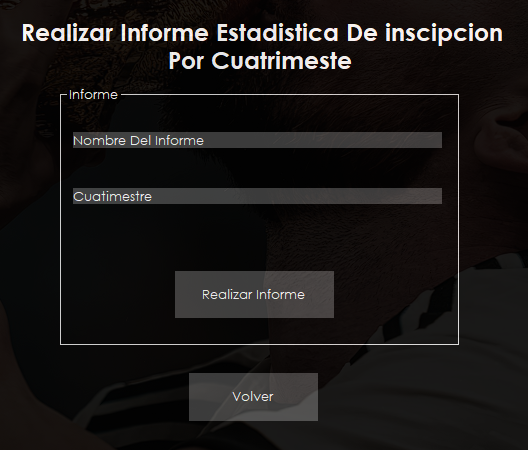 Realizar Informe Estadistica De inscipcion
Por Cuatrimeste
Informe
Nombre Del Informe
Cuatimestre
Realizar Informe
Volver